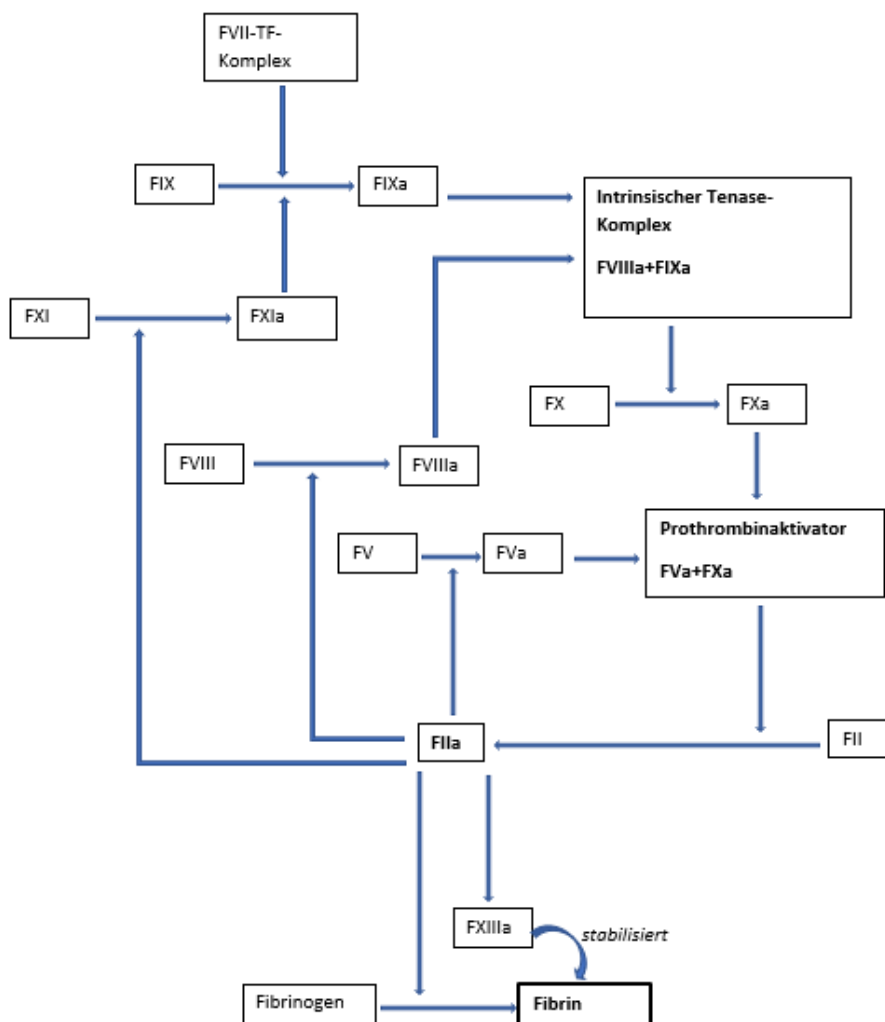 FVII-TF-
Komplex
FIX
FIXa
Intrinsischer Tenase-
Komplex
FVIIIa+FIXa
FXI
FXIa
FX
FXa
FVIII
FVIIIa
Prothrombinaktivator
FVa+FXa
FV
FVa
FIIa
FII
FXIIIa
stabilisiert
Fibrinogen
Fibrin